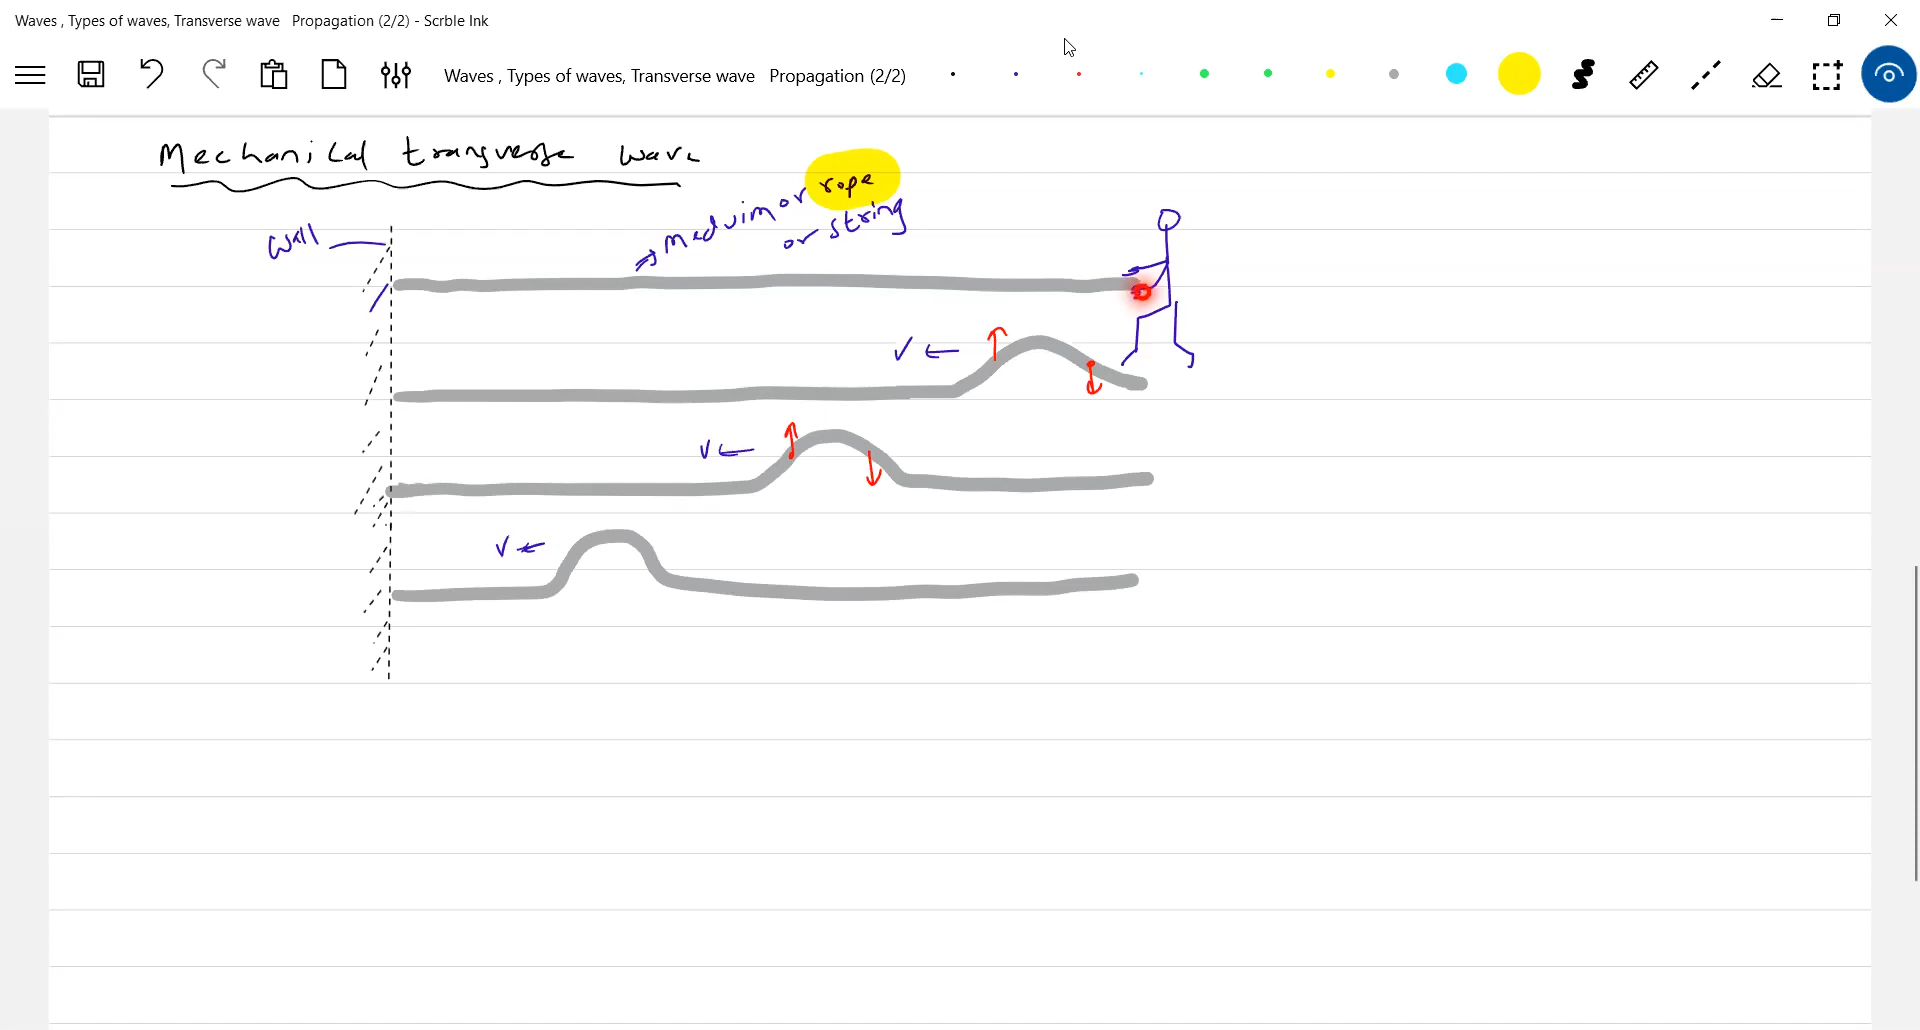 Waves , Types of waves, Transverse wave Propagation (2/2) - Scrble Ink
Waves , Types of waves, Transverse wave Propagation (2/2)
Mechanical transverse wave
Wall
medvim or rope
or string
V ←
V ←
V ←